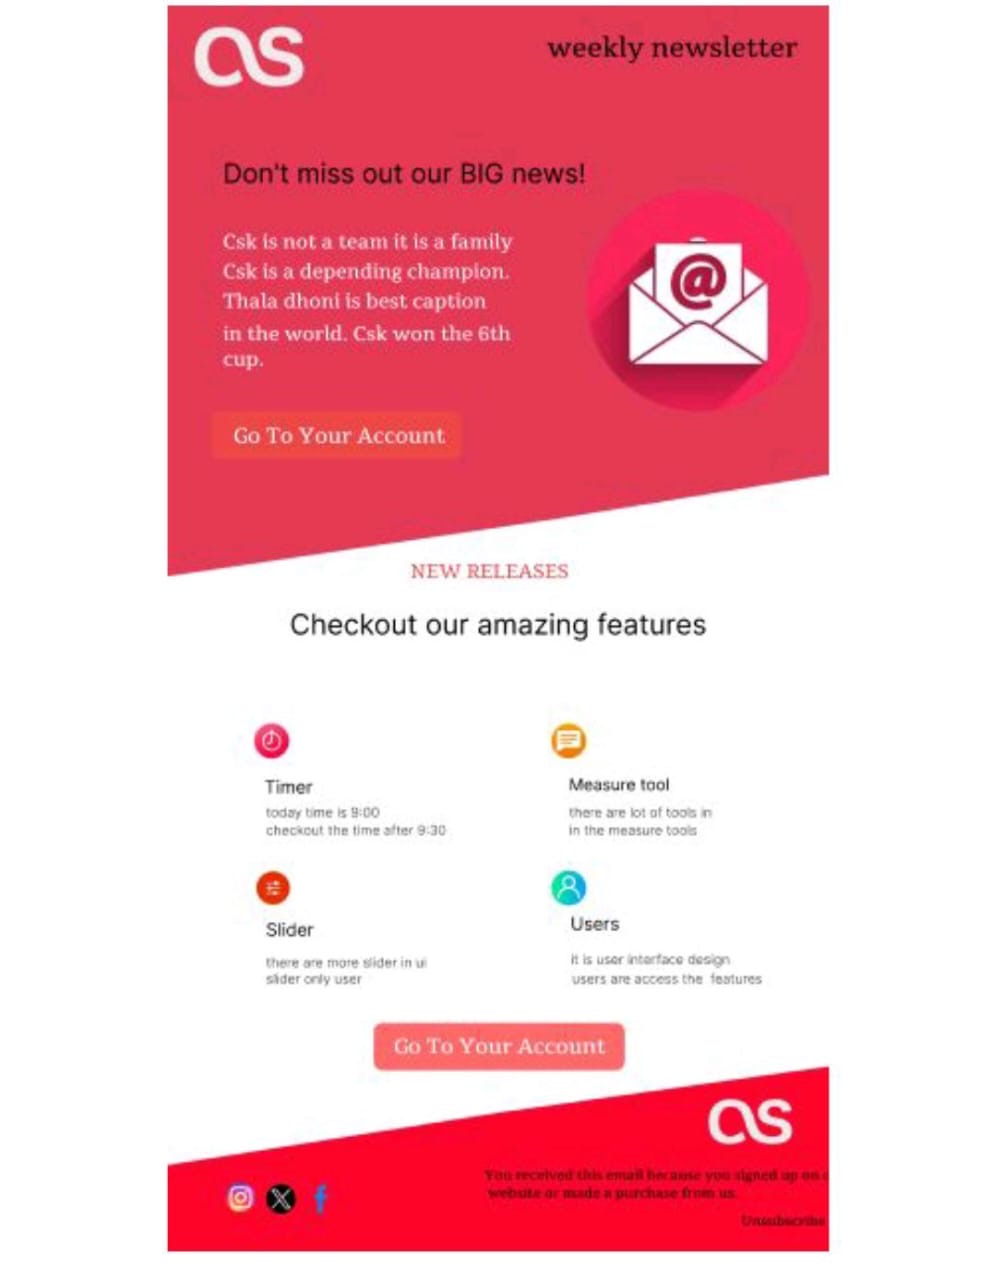 as
weekly newsletter
Don't miss out our BIG news!
Csk is not a team it is a family
Csk is a depending champion.
Thala dhoni is best caption
in the world. Csk won the 6th
cup.
@
Go To Your Account
NEW RELEASES
Checkout our amazing features
Timer
today time is 9:00
checkout the time after 9:30
Measure tool
there are lot of tools in
in the measure tools
Slider
there are more slider in ui
slider only user
Users
it is user interface design
users are access the features
Go To Your Account
as
You received this email because you signed up on
website or made a purchase from us.
Unsubscribe